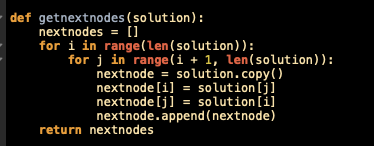 def getnextnodes(solution):
    nextnodes = []
    for i in range(len(solution)):
        for j in range(i + 1, len(solution)):
            nextnode = solution.copy()
            nextnode[i] = solution[j]
            nextnode[j] = solution[i]
            nextnode.append(nextnode)
    return nextnodes